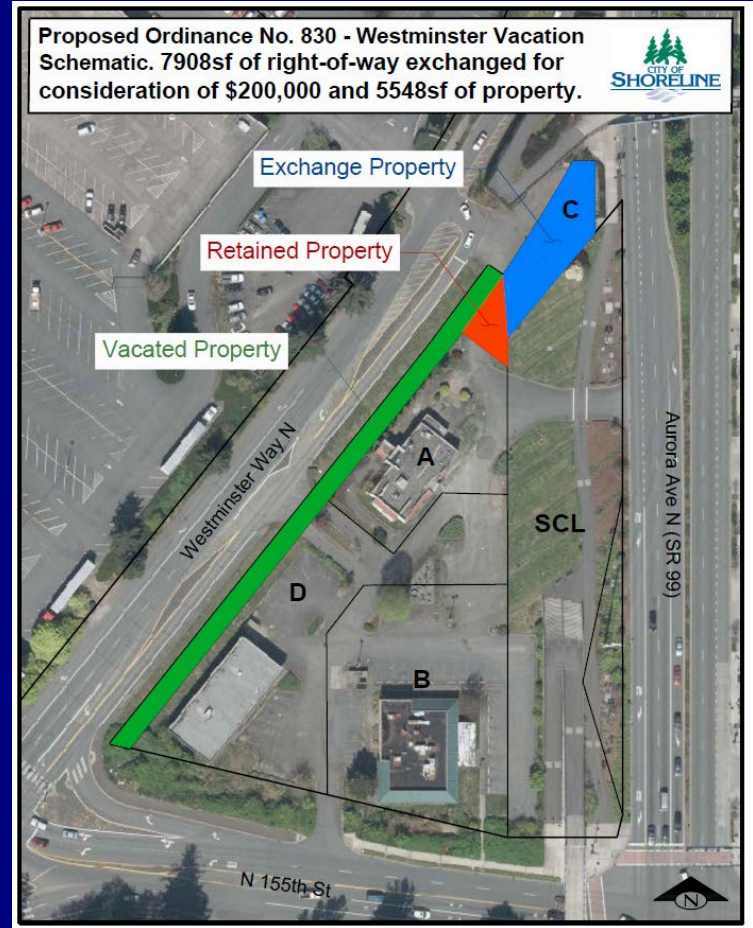 Proposed Ordinance No. 830 - Westminster Vacation
Schematic. 7908sf of right-of-way exchanged for
consideration of $200,000 and 5548sf of property.
CITY OF
SHORELINE
Exchange Property
C
Retained Property
Vacated Property
Westminster Way N
A
Aurora Ave N (SR 99)
SCL
D
B
N 155th St
N